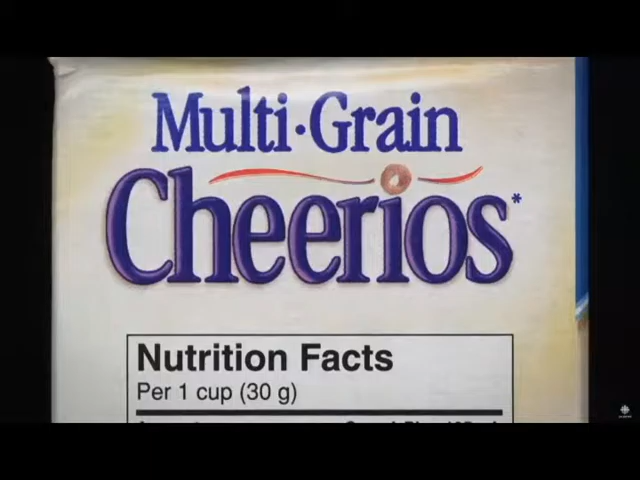 Multi·Grain
Cheerios*
Nutrition Facts
Per 1 cup (30 g)